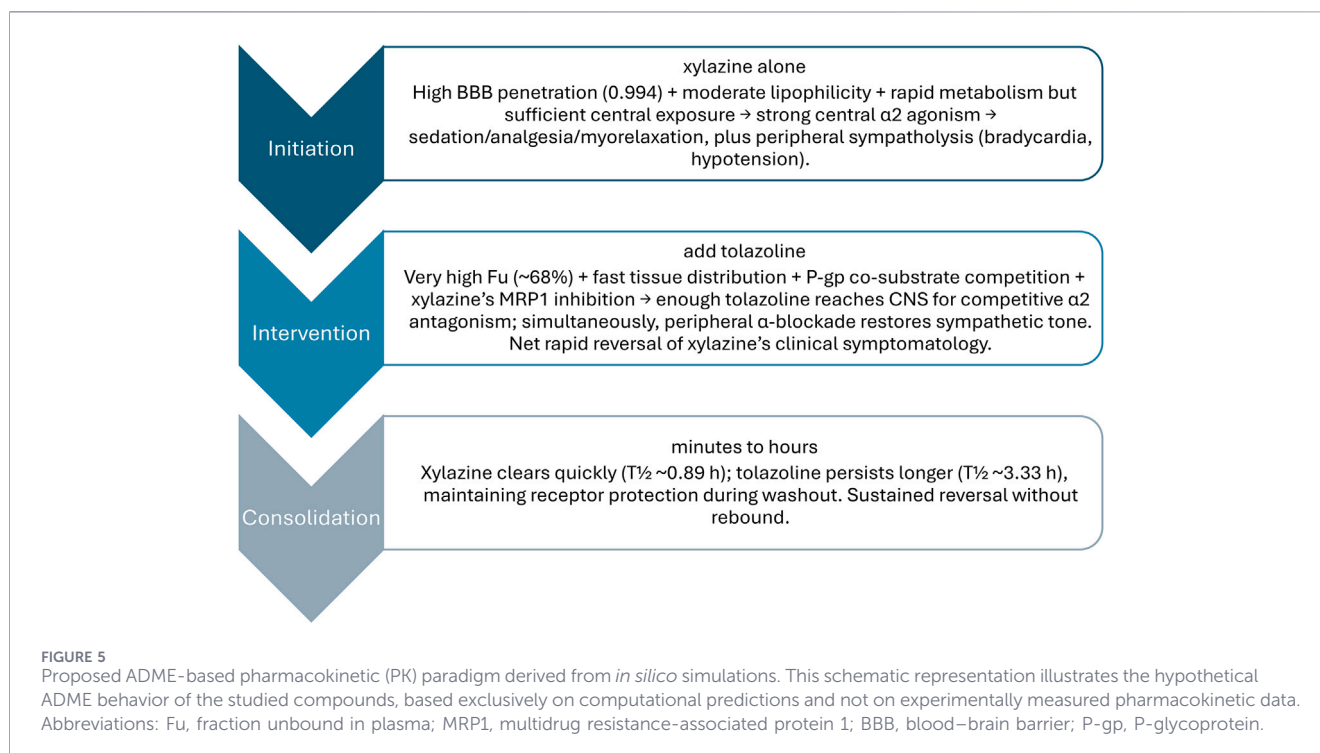 xylazine alone
High BBB penetration (0.994) + moderate lipophilicity + rapid metabolism but
sufficient central exposure → strong central α2 agonism →
sedation/analgesia/myorelaxation, plus peripheral sympatholysis (bradycardia,
hypotension).
Initiation
add tolazoline
Very high Fu (~68%) + fast tissue distribution + P-gp co-substrate competition +
xylazine’s MRP1 inhibition → enough tolazoline reaches CNS for competitive α2
antagonism; simultaneously, peripheral α-blockade restores sympathetic tone.
Net rapid reversal of xylazine’s clinical symptomatology.
Intervention
minutes to hours
Xylazine clears quickly (T½ ~0.89 h); tolazoline persists longer (T½ ~3.33 h),
maintaining receptor protection during washout. Sustained reversal without
rebound.
Consolidation
FIGURE 5
Proposed ADME-based pharmacokinetic (PK) paradigm derived from in silico simulations. This schematic representation illustrates the hypothetical
ADME behavior of the studied compounds, based exclusively on computational predictions and not on experimentally measured pharmacokinetic data.
Abbreviations: Fu, fraction unbound in plasma; MRP1, multidrug resistance-associated protein 1; BBB, blood–brain barrier; P-gp, P-glycoprotein.